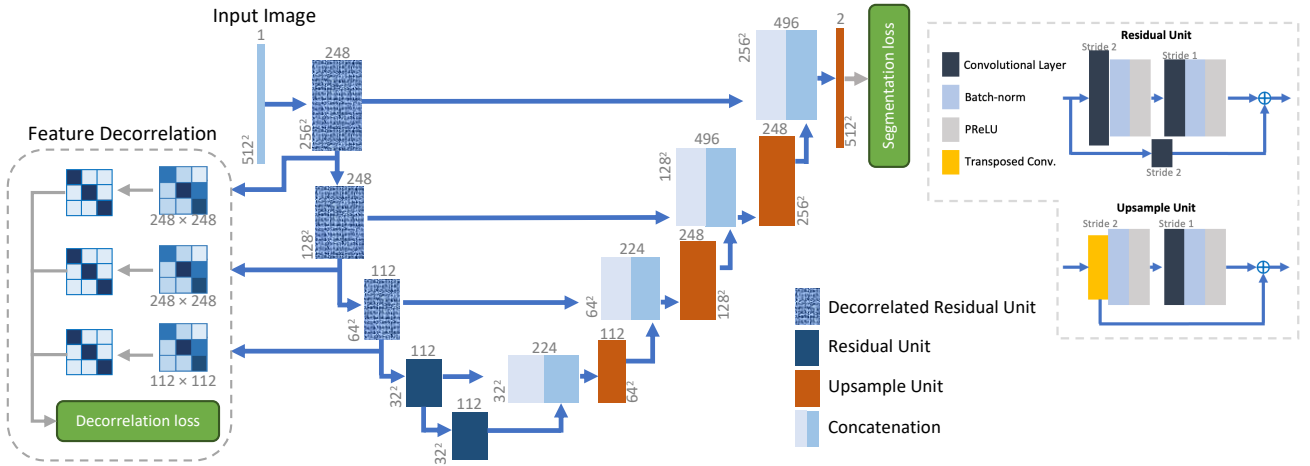 Input Image
1
512²
248
256²
Feature Decorrelation
248 × 248
248 × 248
112 × 112
Decorrelation loss
248
128²
112
64²
112
32²
112
32²
224
32²
112
64²
224
64²
248
128²
496
128²
248
256²
496
256²
2
512²
Segmentation loss
Decorrelated Residual Unit
Residual Unit
Upsample Unit
Concatenation
Convolutional Layer
Batch-norm
PReLU
Transposed Conv.
Residual Unit
Stride 2
Stride 1
Stride 2
Upsample Unit
Stride 2
Stride 1